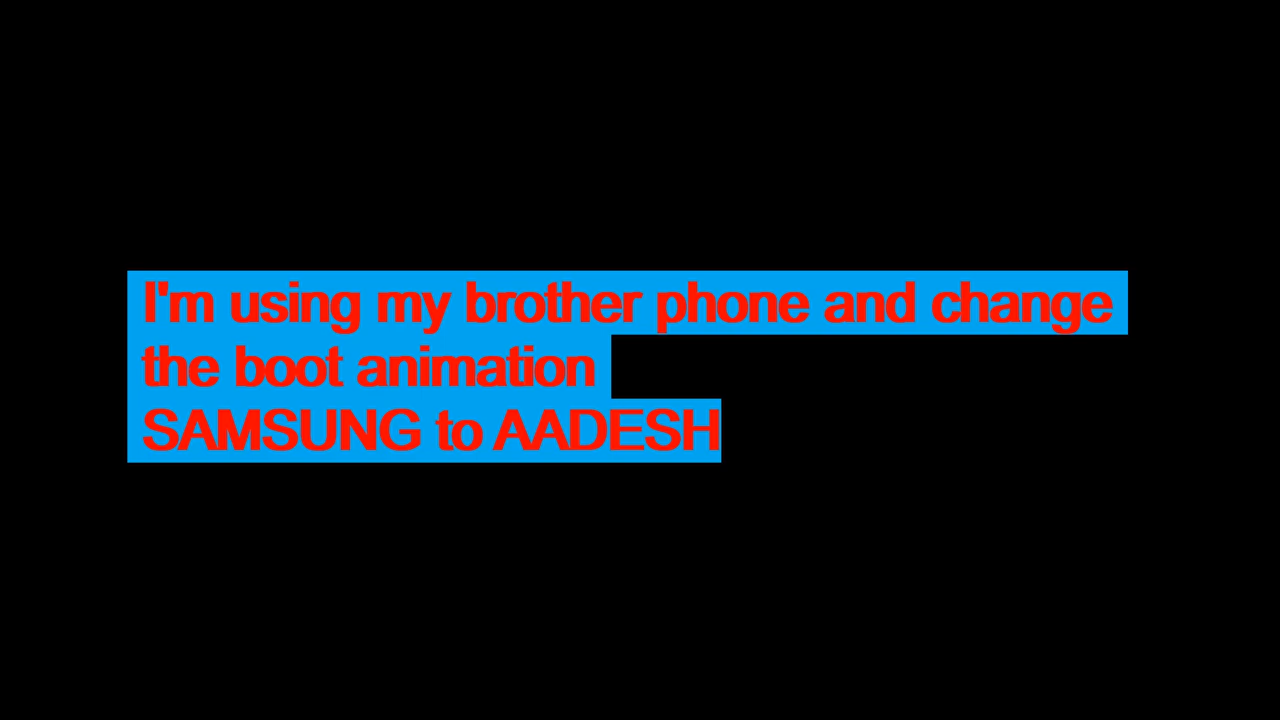 I'm using my brother phone and change
the boot animation
SAMSUNG to AADESH